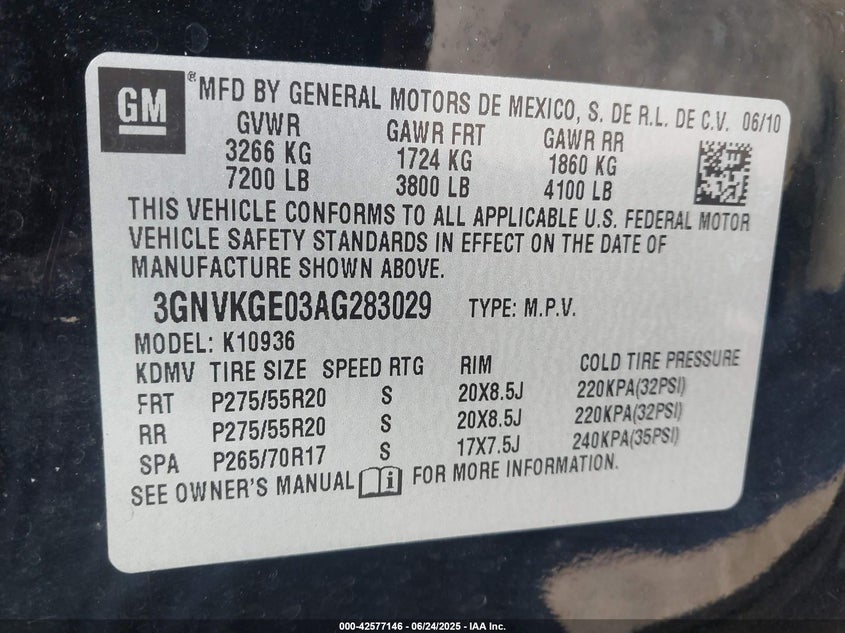 GM
® MFD BY GENERAL MOTORS DE MEXICO, S. DE R.L. DE C.V. 06/10
GVWR GAWR FRT GAWR RR
3266 KG 1724 KG 1860 KG
7200 LB 3800 LB 4100 LB
THIS VEHICLE CONFORMS TO ALL APPLICABLE U.S. FEDERAL MOTOR
VEHICLE SAFETY STANDARDS IN EFFECT ON THE DATE OF
MANUFACTURE SHOWN ABOVE.
3GNVKGE03AG283029 TYPE: M.P.V.
MODEL: K10936
KDMV TIRE SIZE SPEED RTG RIM COLD TIRE PRESSURE
FRT P275/55R20 S 20X8.5J 220KPA(32PSI)
RR P275/55R20 S 20X8.5J 220KPA(32PSI)
SPA P265/70R17 S 17X7.5J 240KPA(35PSI)
SEE OWNER'S MANUAL FOR MORE INFORMATION.
000-42577146 - 06/24/2025 - IAA Inc.